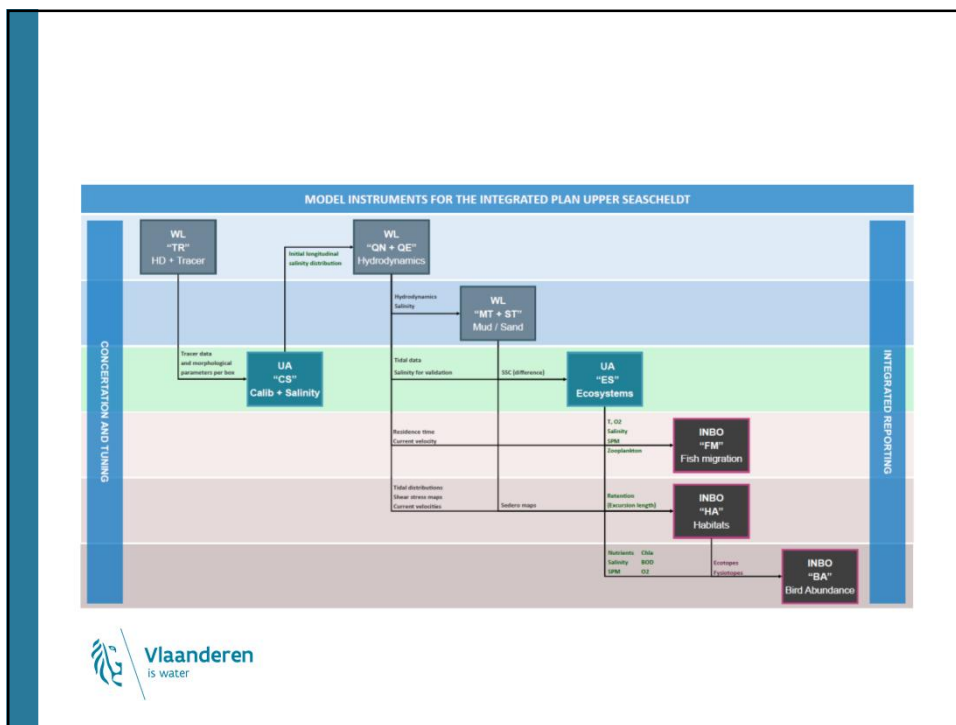 MODEL INSTRUMENTS FOR THE INTEGRATED PLAN UPPER SEASCHELDT
CONCERTATION AND TUNING
WL
"TR"
HD + Tracer
Initial longitudinal
salinity distribution
WL
"QN + QE"
Hydrodynamics
Hydrodynamics
Salinity
WL
"MT + ST"
Mud / Sand
Tracer data
and morphological
parameters per box
UA
"CS"
Calib + Salinity
Tidal data
Salinity for validation
SSC (difference)
UA
"ES"
Ecosystems
Residence time
Current velocity
T, O2
Salinity
SPM
Zooplankton
INBO
"FM"
Fish migration
Tidal distributions
Shear stress maps
Current velocities
Sedero maps
Retention
(Excursion length)
INBO
"HA"
Habitats
Nutrients Chla
Salinity BOD
SPM O2
Ecotopes
Fysiotopes
INBO
"BA"
Bird Abundance
INTEGRATED REPORTING
Vlaanderen
is water